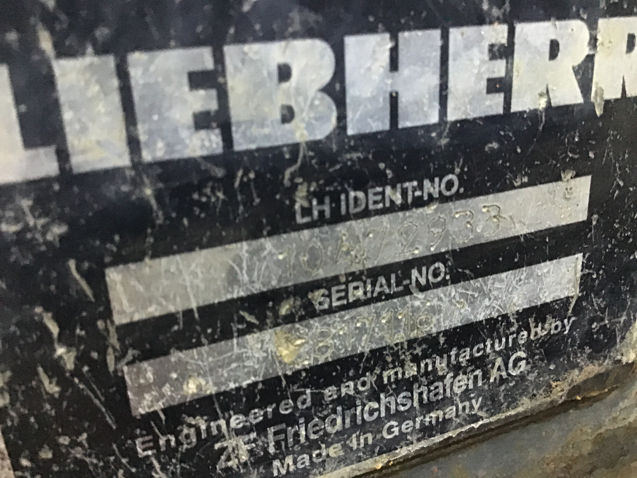 LIEBHERR
LH IDENT-NO.
SERIAL-NO.
Engineered and manufactured by
ZF Friedrichshafen AG
Made in Germany